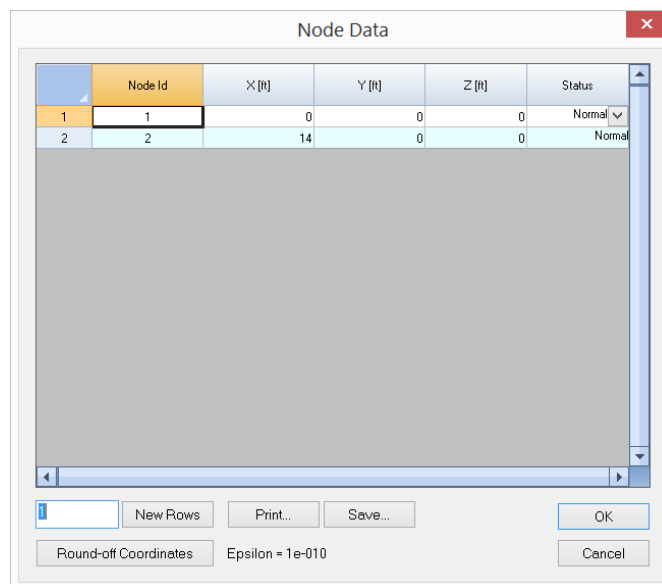 Node Data
Node Id X [ft] Y [ft] Z [ft] Status
1 1 0 0 0 Normal
2 2 14 0 0 Normal
1 New Rows Print... Save... OK
Round-off Coordinates Epsilon = 1e-010 Cancel